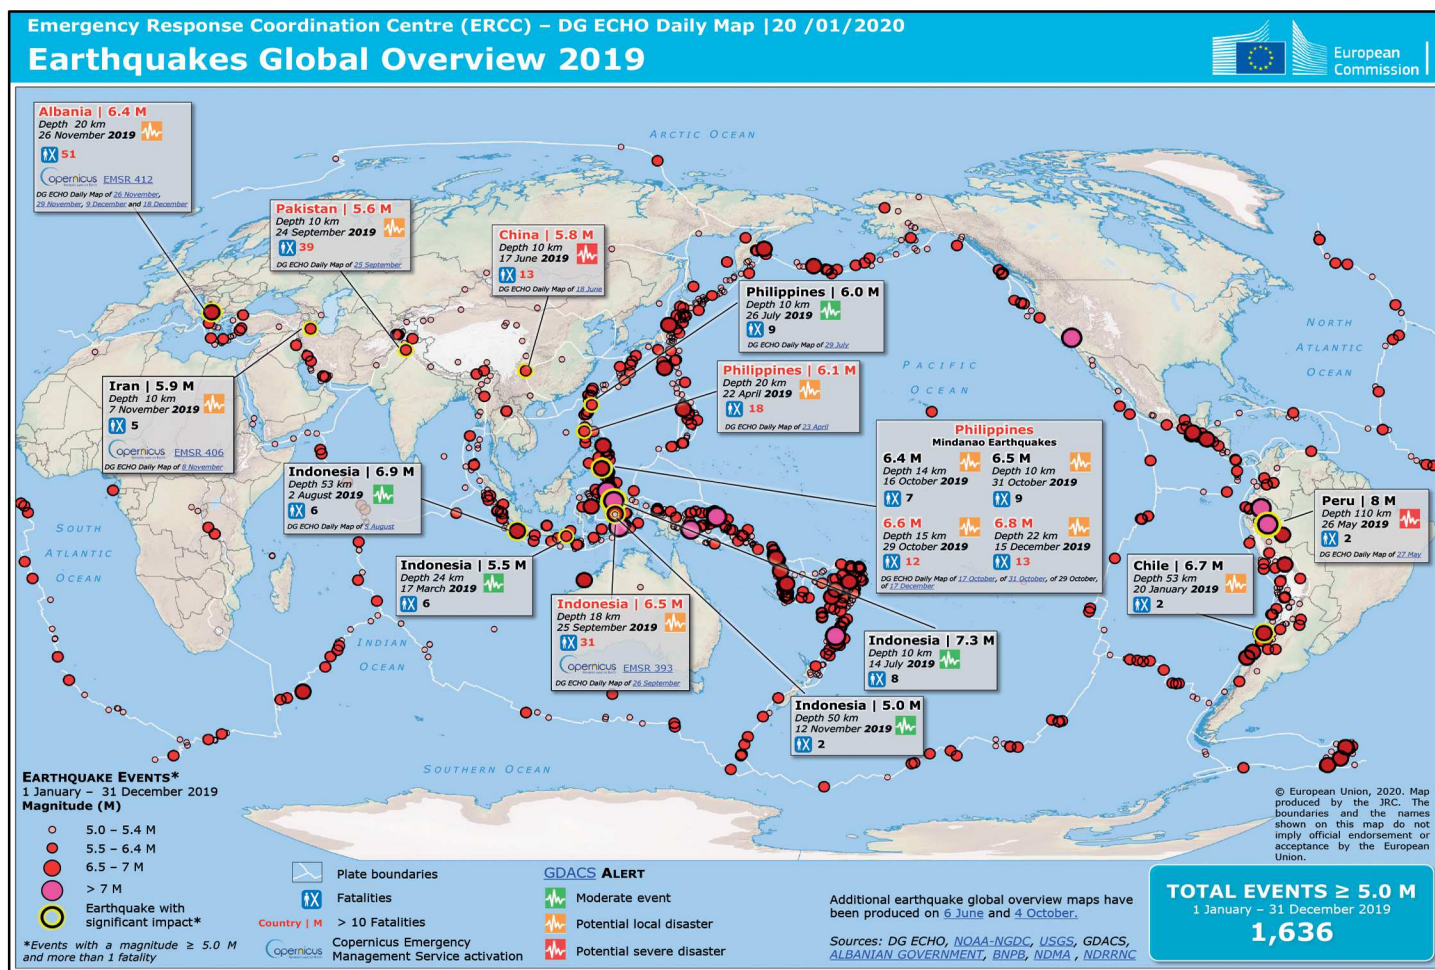 Emergency Response Coordination Centre (ERCC) – DG ECHO Daily Map |20 /01/2020
Earthquakes Global Overview 2019
European
Commission
ARCTIC OCEAN
Albania | 6.4 M
Depth 20 km
26 November 2019
51
opernicus EMSR 412
DG ECHO Daily Map of 26 November,
29 November, 9 December and 18 December
Pakistan | 5.6 M
Depth 10 km
24 September 2019
39
DG ECHO Daily Map of 25 September
China | 5.8 M
Depth 10 km
17 June 2019
13
DG ECHO Daily Map of 18 June
Philippines | 6.0 M
Depth 10 km
26 July 2019
9
DG ECHO Daily Map of 29 July
NORTH
ATLANTIC
OCEAN
PACIFIC
OCEAN
Philippines | 6.1 M
Depth 20 km
22 April 2019
18
DG ECHO Daily Map of 23 April
Iran | 5.9 M
Depth 10 km
7 November 2019
5
opernicus EMSR 406
DG ECHO Daily Map of 8 November
Philippines
Mindanao Earthquakes
6.4 M
Depth 14 km
16 October 2019
7
6.5 M
Depth 10 km
31 October 2019
9
6.6 M
Depth 15 km
29 October 2019
12
6.8 M
Depth 22 km
15 December 2019
13
DG ECHO Daily Map of 17 October, of 31 October, of 29 October,
of 17 December
Indonesia | 6.9 M
Depth 53 km
2 August 2019
6
DG ECHO Daily Map of 5 August
Peru | 8 M
Depth 110 km
26 May 2019
2
DG ECHO Daily Map of 27 May
SOUTH
ATLANTIC
OCEAN
Indonesia | 5.5 M
Depth 24 km
17 March 2019
6
Chile | 6.7 M
Depth 53 km
20 January 2019
2
Indonesia | 6.5 M
Depth 18 km
25 September 2019
31
opernicus EMSR 393
DG ECHO Daily Map of 26 September
INDIAN
OCEAN
Indonesia | 7.3 M
Depth 10 km
14 July 2019
8
Indonesia | 5.0 M
Depth 50 km
12 November 2019
2
SOUTHERN OCEAN
EARTHQUAKE EVENTS*
1 January – 31 December 2019
Magnitude (M)
5.0 – 5.4 M
5.5 – 6.4 M
6.5 – 7 M
> 7 M
Earthquake with
significant impact*
*Events with a magnitude ≥ 5.0 M
and more than 1 fatality
Plate boundaries
Fatalities
Country | M > 10 Fatalities
opernicus Copernicus Emergency
Management Service activation
GDACS ALERT
Moderate event
Potential local disaster
Potential severe disaster
Additional earthquake global overview maps have
been produced on 6 June and 4 October.
Sources: DG ECHO, NOAA-NGDC, USGS, GDACS,
ALBANIAN GOVERNMENT, BNPB, NDMA , NDRRNC
© European Union, 2020. Map
produced by the JRC. The
boundaries and the names
shown on this map do not
imply official endorsement or
acceptance by the European
Union.
TOTAL EVENTS ≥ 5.0 M
1 January – 31 December 2019
1,636